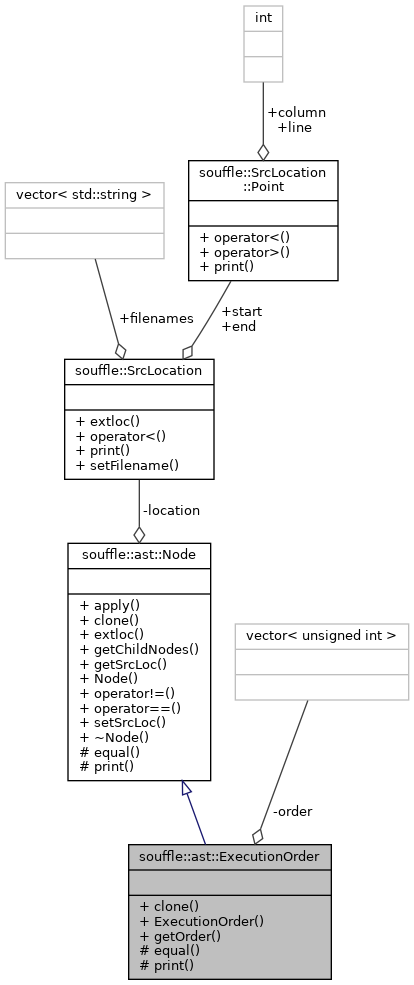 int
+column
+line
souffle::SrcLocation
::Point
+ operator<()
+ operator>()
+ print()
vector< std::string >
+filenames
+start
+end
souffle::SrcLocation
+ extloc()
+ operator<()
+ print()
+ setFilename()
-location
souffle::ast::Node
+ apply()
+ clone()
+ extloc()
+ getChildNodes()
+ getSrcLoc()
+ Node()
+ operator!=()
+ operator==()
+ setSrcLoc()
+ ~Node()
# equal()
# print()
vector< unsigned int >
-order
souffle::ast::ExecutionOrder
+ clone()
+ ExecutionOrder()
+ getOrder()
# equal()
# print()